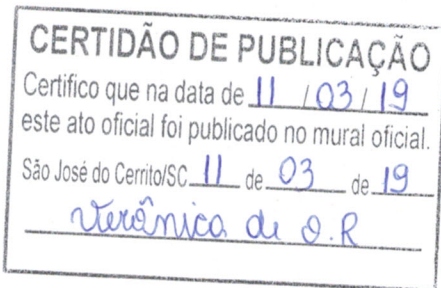 CERTIDÃO DE PUBLICAÇÃO
Certifico que na data de 11 / 03 / 19
este ato oficial foi publicado no mural oficial.
São José do Cerrito/SC 11 de 03 de 19
Verônica de O.R